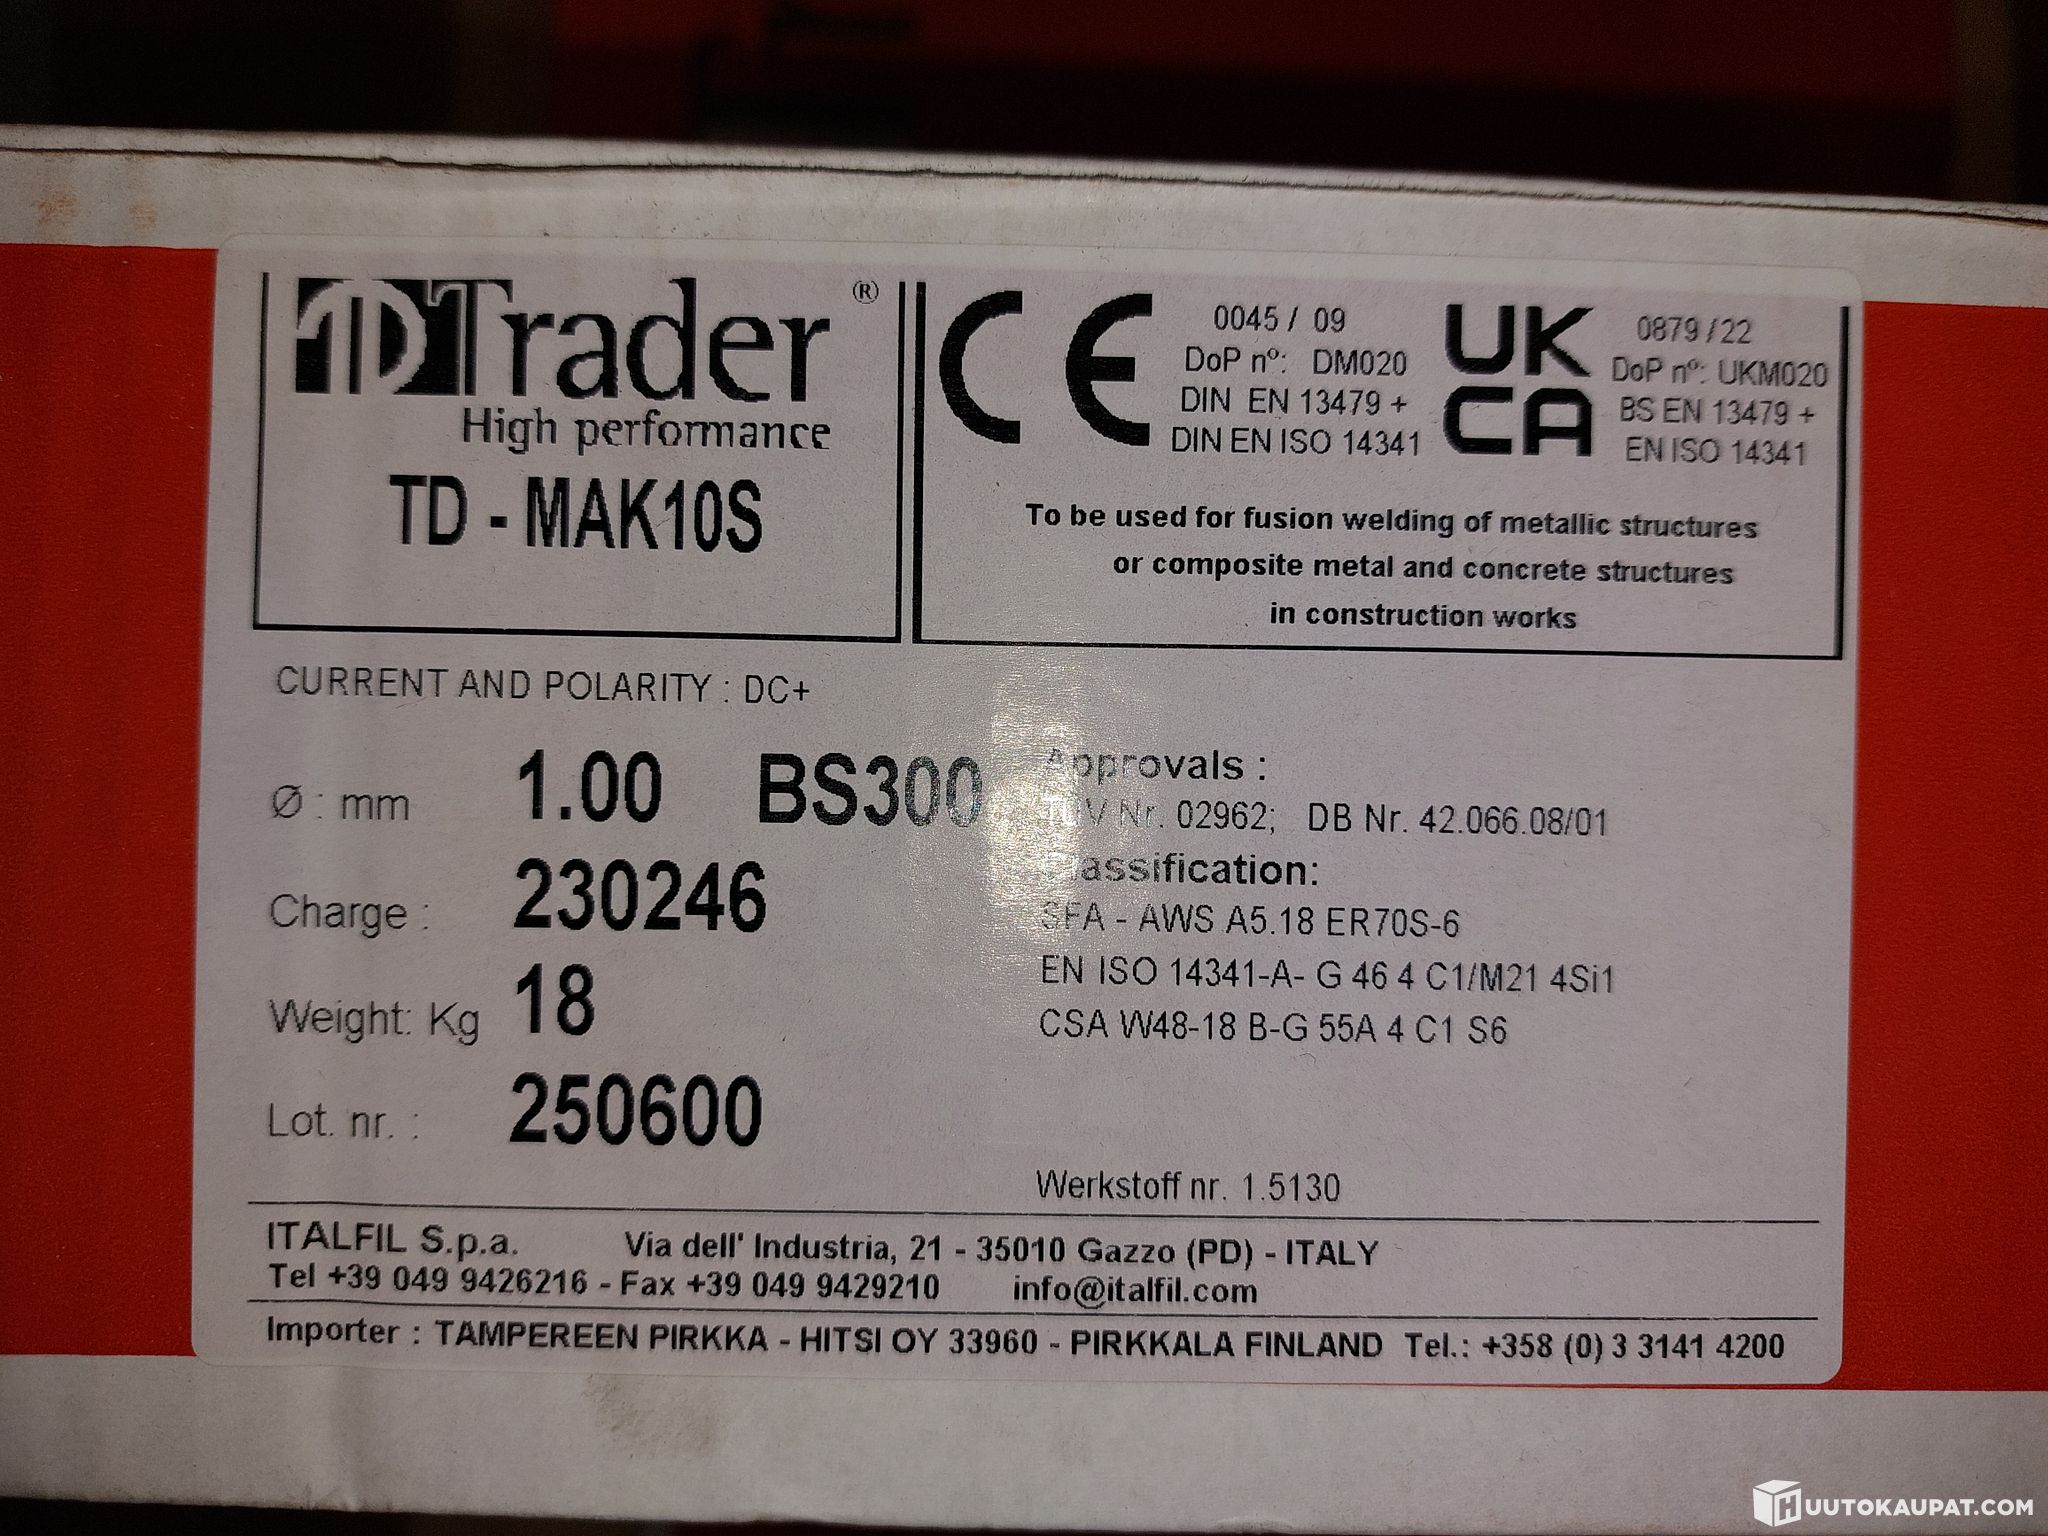 TD Trader ®
High performance
TD - MAK10S
CE
0045 / 09
DoP nº: DM020
DIN EN 13479 +
DIN EN ISO 14341
UK
CA
0879 / 22
DoP nº: UKM020
BS EN 13479 +
EN ISO 14341
To be used for fusion welding of metallic structures
or composite metal and concrete structures
in construction works
CURRENT AND POLARITY : DC+
Ø : mm 1.00 BS300
Charge : 230246
Weight: Kg 18
Lot. nr. : 250600
Approvals :
Nr. 02962; DB Nr. 42.066.08/01
Classification:
SFA - AWS A5.18 ER70S-6
EN ISO 14341-A- G 46 4 C1/M21 4Si1
CSA W48-18 B-G 55A 4 C1 S6
Werkstoff nr. 1.5130
ITALFIL S.p.a. Via dell' Industria, 21 - 35010 Gazzo (PD) - ITALY
Tel +39 049 9426216 - Fax +39 049 9429210 info@italfil.com
Importer : TAMPEREEN PIRKKA - HITSI OY 33960 - PIRKKALA FINLAND Tel.: +358 (0) 3 3141 4200
HUUTOKAUPAT.COM